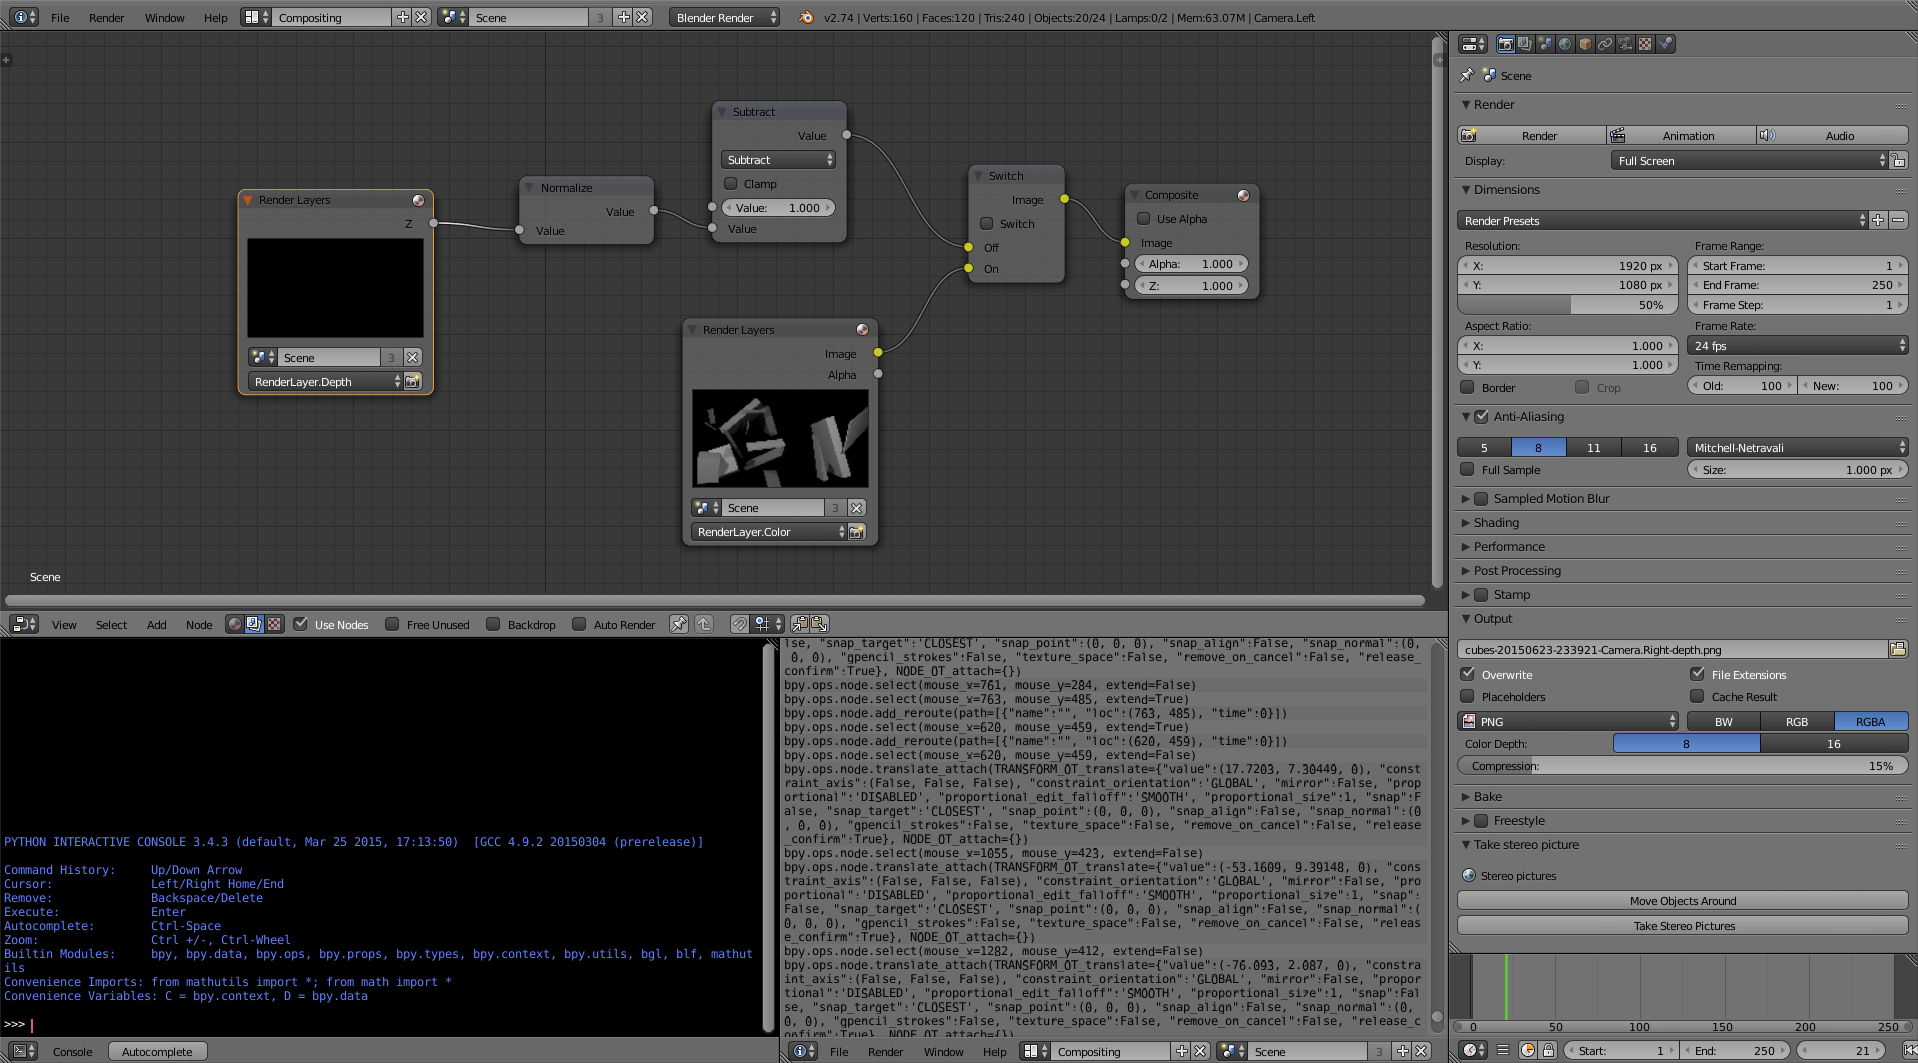 File Render Window Help Compositing Scene 3 Blender Render v2.74 | Verts:160 | Faces:120 | Tris:240 | Objects:20/24 | Lamps:0/2 | Mem:63.07M | Camera.Left
Subtract
Value
Subtract
Clamp
Value: 1.000
Value
Normalize
Value
Value
Render Layers
Z
Scene 3
RenderLayer.Depth
Switch
Image
Switch
Off
On
Composite
Use Alpha
Image
Alpha: 1.000
Z: 1.000
Render Layers
Image
Alpha
Scene 3
RenderLayer.Color
Scene
View Select Add Node Use Nodes Free Unused Backdrop Auto Render
PYTHON INTERACTIVE CONSOLE 3.4.3 (default, Mar 25 2015, 17:13:50)  [GCC 4.9.2 20150304 (prerelease)]
Command History: Up/Down Arrow
Cursor: Left/Right Home/End
Remove: Backspace/Delete
Execute: Enter
Autocomplete: Ctrl-Space
Zoom: Ctrl +/-, Ctrl-Wheel
Builtin Modules: bpy, bpy.data, bpy.ops, bpy.props, bpy.types, bpy.context, bpy.utils, bgl, blf, mathut
ils
Convenience Imports: from mathutils import *; from math import *
Convenience Variables: C = bpy.context, D = bpy.data
>>>
Console Autocomplete
lse, "snap_target":'CLOSEST', "snap_point":(0, 0, 0), "snap_align":False, "snap_normal":(0,
0, 0), "gpencil_strokes":False, "texture_space":False, "remove_on_cancel":False, "release_
confirm":True}, NODE_OT_attach={})
bpy.ops.node.select(mouse_x=761, mouse_y=284, extend=False)
bpy.ops.node.select(mouse_x=763, mouse_y=485, extend=True)
bpy.ops.node.add_reroute(path=[{"name":"", "loc":(763, 485), "time":0}])
bpy.ops.node.select(mouse_x=620, mouse_y=459, extend=True)
bpy.ops.node.add_reroute(path=[{"name":"", "loc":(620, 459), "time":0}])
bpy.ops.node.select(mouse_x=620, mouse_y=459, extend=False)
bpy.ops.node.translate_attach(TRANSFORM_OT_translate={"value":(17.7203, 7.30449, 0), "const
raint_axis":(False, False, False), "constraint_orientation":'GLOBAL', "mirror":False, "prop
ortional":'DISABLED', "proportional_edit_falloff":'SMOOTH', "proportional_size":1, "snap":F
alse, "snap_target":'CLOSEST', "snap_point":(0, 0, 0), "snap_align":False, "snap_normal":(0
, 0, 0), "gpencil_strokes":False, "texture_space":False, "remove_on_cancel":False, "release
_confirm":True}, NODE_OT_attach={})
bpy.ops.node.select(mouse_x=1055, mouse_y=423, extend=False)
bpy.ops.node.translate_attach(TRANSFORM_OT_translate={"value":(-53.1609, 9.39148, 0), "cons
traint_axis":(False, False, False), "constraint_orientation":'GLOBAL', "mirror":False, "pro
portional":'DISABLED', "proportional_edit_falloff":'SMOOTH', "proportional_size":1, "snap":
False, "snap_target":'CLOSEST', "snap_point":(0, 0, 0), "snap_align":False, "snap_normal":(
0, 0, 0), "gpencil_strokes":False, "texture_space":False, "remove_on_cancel":False, "releas
e_confirm":True}, NODE_OT_attach={})
bpy.ops.node.select(mouse_x=1282, mouse_y=412, extend=False)
bpy.ops.node.translate_attach(TRANSFORM_OT_translate={"value":(-76.093, 2.087, 0), "constra
int_axis":(False, False, False), "constraint_orientation":'GLOBAL', "mirror":False, "propor
tional":'DISABLED', "proportional_edit_falloff":'SMOOTH', "proportional_size":1, "snap":Fal
se, "snap_target":'CLOSEST', "snap_point":(0, 0, 0), "snap_align":False, "snap_normal":(0,
0, 0), "gpencil_strokes":False, "texture_space":False, "remove_on_cancel":False, "release_c
onfirm":True}, NODE_OT_attach={})
File Render Window Help Compositing Scene 3
Scene
Render
Render Animation Audio
Display: Full Screen
Dimensions
Render Presets
Resolution: Frame Range:
X: 1920 px Start Frame: 1
Y: 1080 px End Frame: 250
50% Frame Step: 1
Aspect Ratio: Frame Rate:
X: 1.000 24 fps
Y: 1.000 Time Remapping:
Border Crop Old: 100 New: 100
Anti-Aliasing
5 8 11 16 Mitchell-Netravali
Full Sample Size: 1.000 px
Sampled Motion Blur
Shading
Performance
Post Processing
Stamp
Output
cubes-20150623-233921-Camera.Right-depth.png
Overwrite File Extensions
Placeholders Cache Result
PNG BW RGB RGBA
Color Depth: 8 16
Compression: 15%
Bake
Freestyle
Take stereo picture
Stereo pictures
Move Objects Around
Take Stereo Pictures
0 50 100 150 200 250
Start: 1 End: 250 21